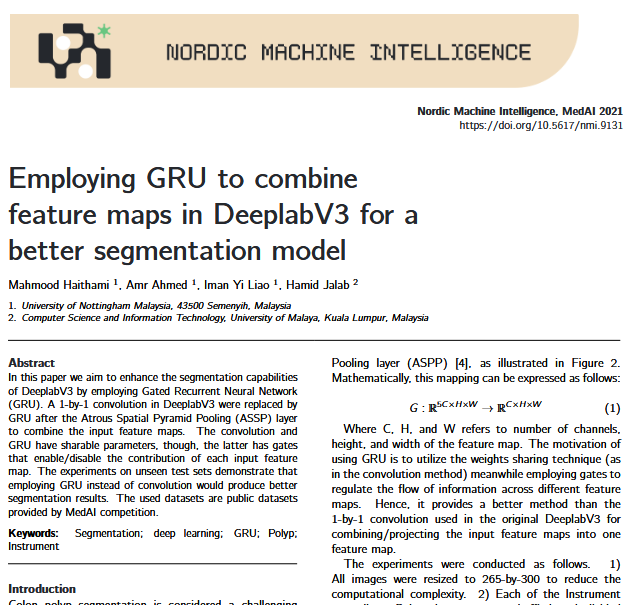 NORDIC MACHINE INTELLIGENCE
Nordic Machine Intelligence, MedAI 2021
https://doi.org/10.5617/nmi.9131
Employing GRU to combine
feature maps in DeeplabV3 for a
better segmentation model
Mahmood Haithami 1, Amr Ahmed 1, Iman Yi Liao 1, Hamid Jalab 2
1. University of Nottingham Malaysia, 43500 Semenyih, Malaysia
2. Computer Science and Information Technology, University of Malaya, Kuala Lumpur, Malaysia
Abstract
In this paper we aim to enhance the segmentation capabilities
of DeeplabV3 by employing Gated Recurrent Neural Network
(GRU). A 1-by-1 convolution in DeeplabV3 were replaced by
GRU after the Atrous Spatial Pyramid Pooling (ASSP) layer
to combine the input feature maps. The convolution and
GRU have sharable parameters, though, the latter has gates
that enable/disable the contribution of each input feature
map. The experiments on unseen test sets demonstrate that
employing GRU instead of convolution would produce better
segmentation results. The used datasets are public datasets
provided by MedAI competition.
Keywords: Segmentation; deep learning; GRU; Polyp;
Instrument
Introduction
Colon polyp segmentation is considered a challenging
Pooling layer (ASPP) [4], as illustrated in Figure 2.
Mathematically, this mapping can be expressed as follows:
G : ℝ^{5C×H×W} → ℝ^{C×H×W} (1)
Where C, H, and W refers to number of channels,
height, and width of the feature map. The motivation of
using GRU is to utilize the weights sharing technique (as
in the convolution method) meanwhile employing gates to
regulate the flow of information across different feature
maps. Hence, it provides a better method than the
1-by-1 convolution used in the original DeeplabV3 for
combining/projecting the input feature maps into one
feature map.
The experiments were conducted as follows. 1)
All images were resized to 265-by-300 to reduce the
computational complexity. 2) Each of the Instrument